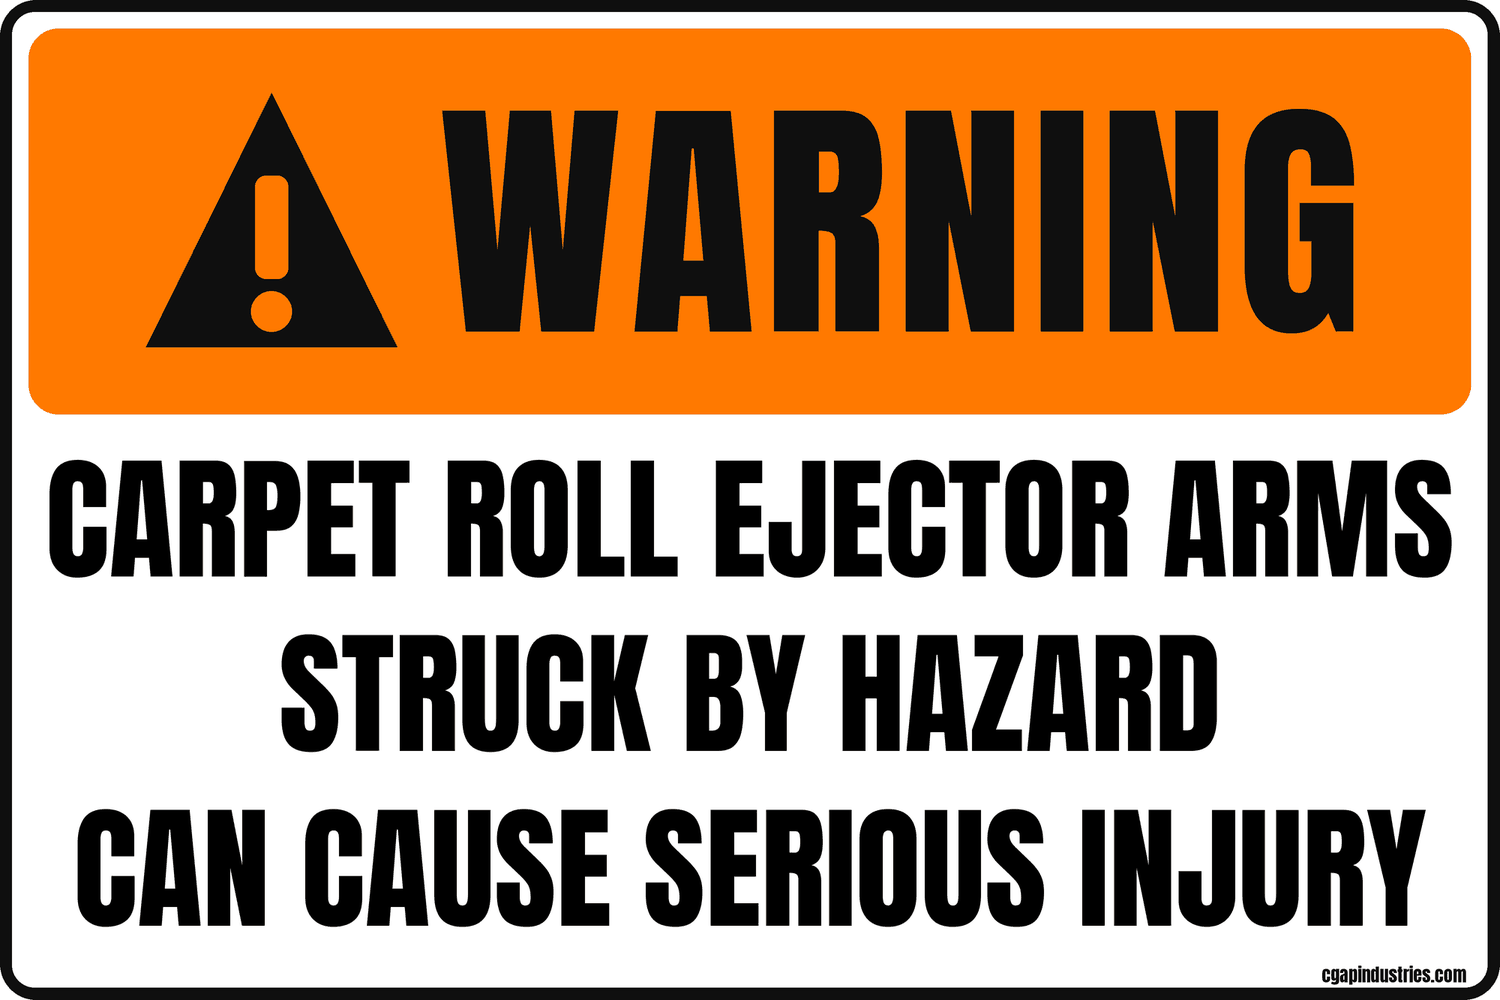 WARNING
CARPET ROLL EJECTOR ARMS
STRUCK BY HAZARD
CAN CAUSE SERIOUS INJURY
cgapindustries.com